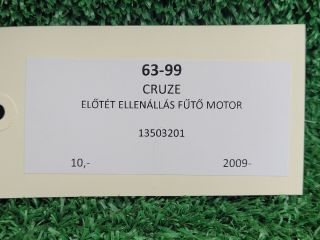 63-99
CRUZE
ELŐTÉT ELLENÁLLÁS FŰTŐ MOTOR
13503201
10,- 2009-